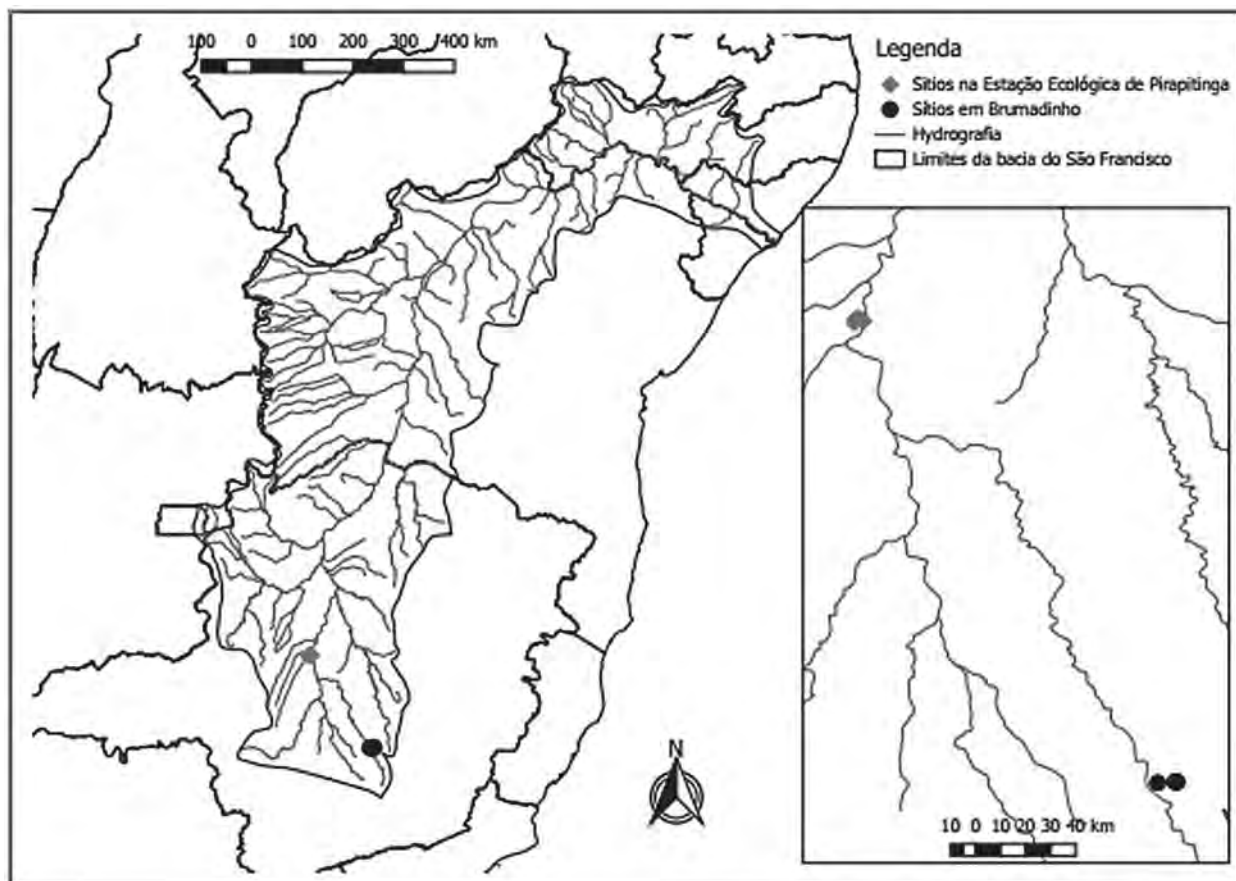 100 0 100 200 300 400 km
Legenda
Sítios na Estação Ecológica de Pirapitinga
Sítios em Brumadinho
Hydrografia
Limites da bacia do São Francisco
N
10 0 10 20 30 40 km